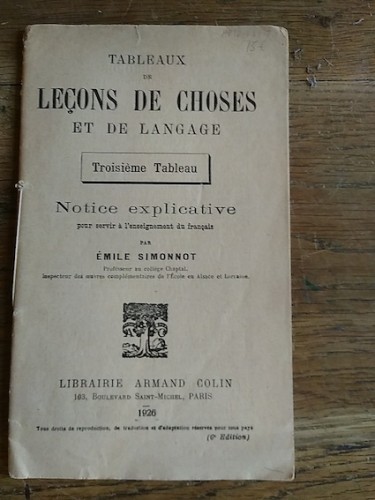 TABLEAUX
DE
LEÇONS DE CHOSES
ET DE LANGAGE
Troisième Tableau
Notice explicative
pour servir à l'enseignement du français
PAR
ÉMILE SIMONNOT
Professeur au collège Chaptal,
Inspecteur des œuvres complémentaires de l'École en Alsace et Lorraine.
LIBRAIRIE ARMAND COLIN
103, BOULEVARD SAINT-MICHEL, PARIS
1926
Tous droits de reproduction, de traduction et d'adaptation réservés pour tous pays
(6e Édition)